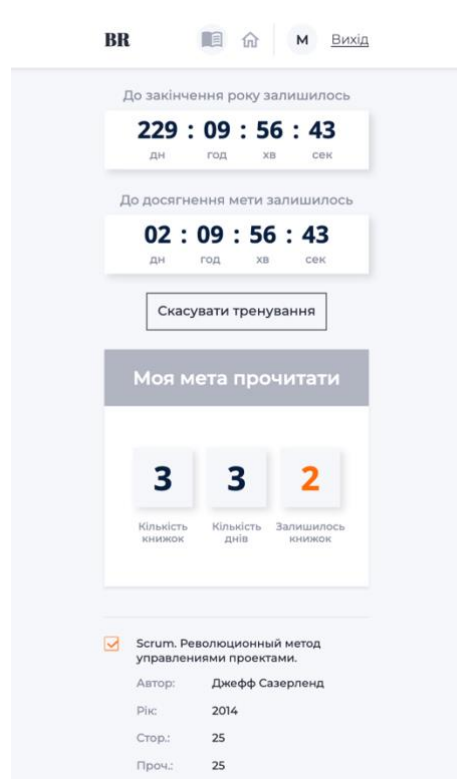 BR M Вихід
До закінчення року залишилось
229 : 09 : 56 : 43
дн год хв сек
До досягнення мети залишилось
02 : 09 : 56 : 43
дн год хв сек
Скасувати тренування
Моя мета прочитати
3 3 2
Кількість Кількість Залишилось
книжок днів книжок
Scrum. Революционный метод
управлениями проектами.
Автор: Джефф Сазерленд
Рік: 2014
Стор.: 25
Проч.: 25